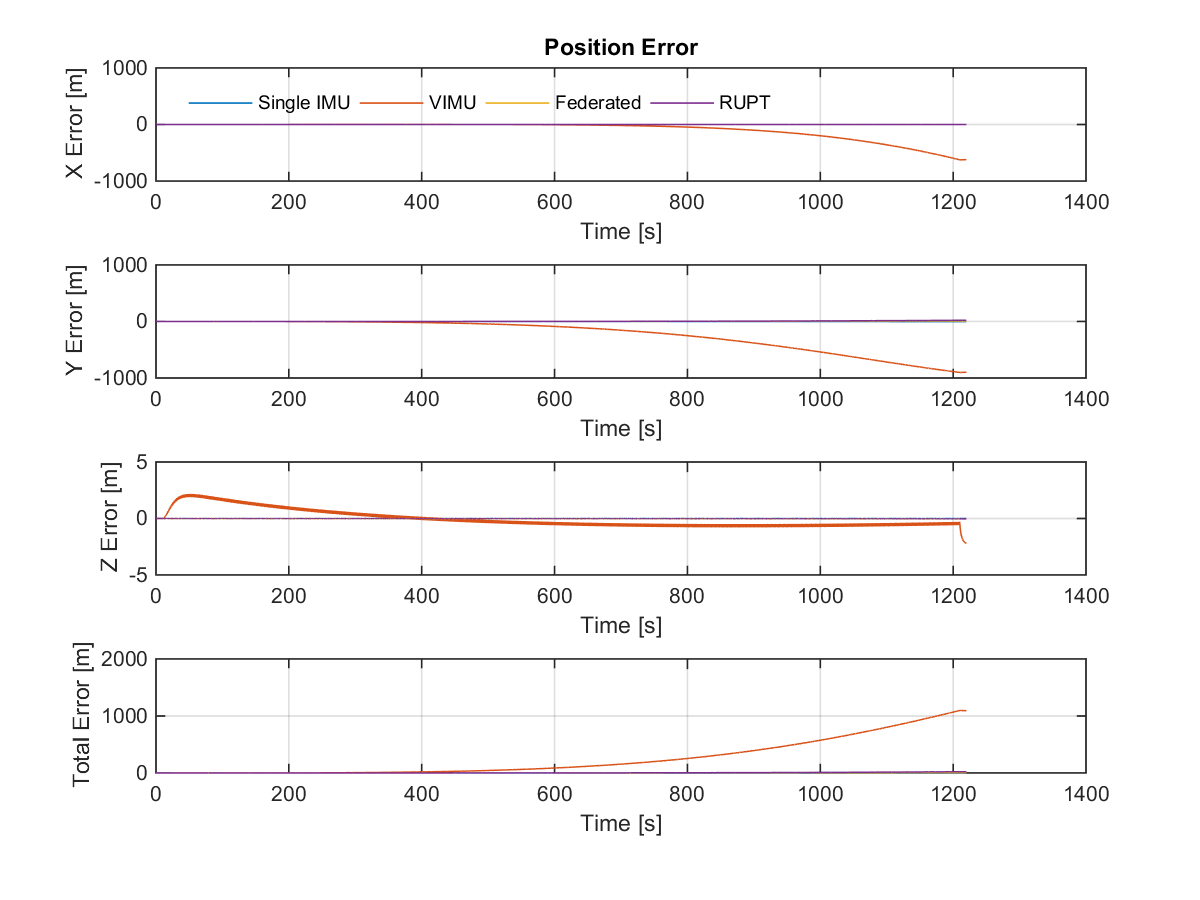 Position Error
X Error [m]
1000
0
-1000
Single IMU VIMU Federated RUPT
0 200 400 600 800 1000 1200 1400
Time [s]
Y Error [m]
1000
0
-1000
0 200 400 600 800 1000 1200 1400
Time [s]
Z Error [m]
5
0
-5
0 200 400 600 800 1000 1200 1400
Time [s]
Total Error [m]
2000
1000
0
0 200 400 600 800 1000 1200 1400
Time [s]